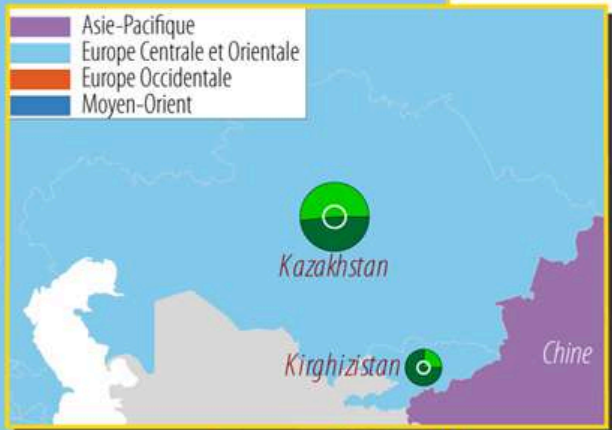 Asie-Pacifique
Europe Centrale et Orientale
Europe Occidentale
Moyen-Orient
Kazakhstan
Kirghizistan
Chine